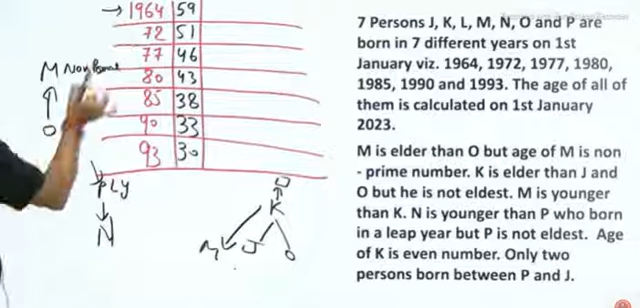 → 1964 59
72 51
77 46
80 43
85 38
90 33
93 30
M Non
O
P LY
N
K
M J O
7 Persons J, K, L, M, N, O and P are
born in 7 different years on 1st
January viz. 1964, 1972, 1977, 1980,
1985, 1990 and 1993. The age of all of
them is calculated on 1st January
2023.
M is elder than O but age of M is non
- prime number. K is elder than J and
O but he is not eldest. M is younger
than K. N is younger than P who born
in a leap year but P is not eldest. Age
of K is even number. Only two
persons born between P and J.